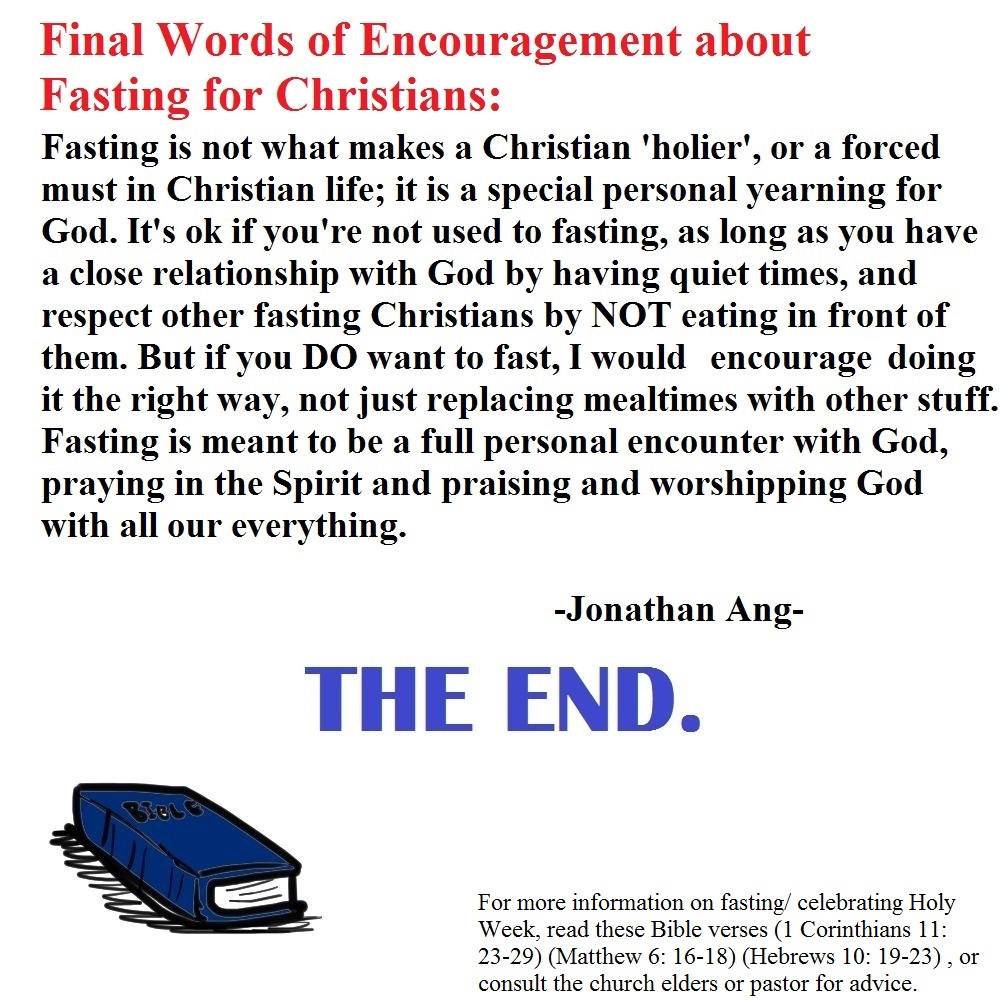 Final Words of Encouragement about
Fasting for Christians:
Fasting is not what makes a Christian 'holier', or a forced
must in Christian life; it is a special personal yearning for
God. It's ok if you're not used to fasting, as long as you have
a close relationship with God by having quiet times, and
respect other fasting Christians by NOT eating in front of
them. But if you DO want to fast, I would encourage doing
it the right way, not just replacing mealtimes with other stuff.
Fasting is meant to be a full personal encounter with God,
praying in the Spirit and praising and worshipping God
with all our everything.
-Jonathan Ang-
THE END.
BIBLE
For more information on fasting/ celebrating Holy
Week, read these Bible verses (1 Corinthians 11:
23-29) (Matthew 6: 16-18) (Hebrews 10: 19-23) , or
consult the church elders or pastor for advice.